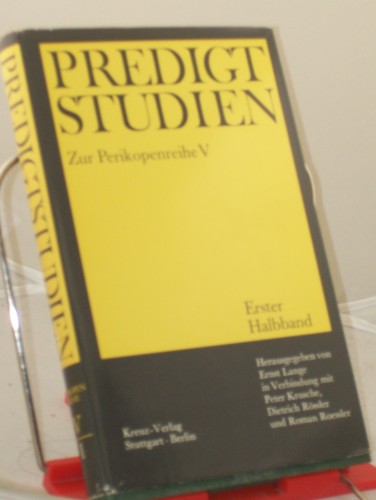 PREDIGT
STUDIEN
Zur Perikopenreihe V
Erster
Halbband
Herausgegeben von
Ernst Lange
in Verbindung mit
Peter Krusche,
Dietrich Rössler
und Roman Roessler
Kreuz-Verlag
Stuttgart · Berlin
PREDIGTSTUDIEN
V